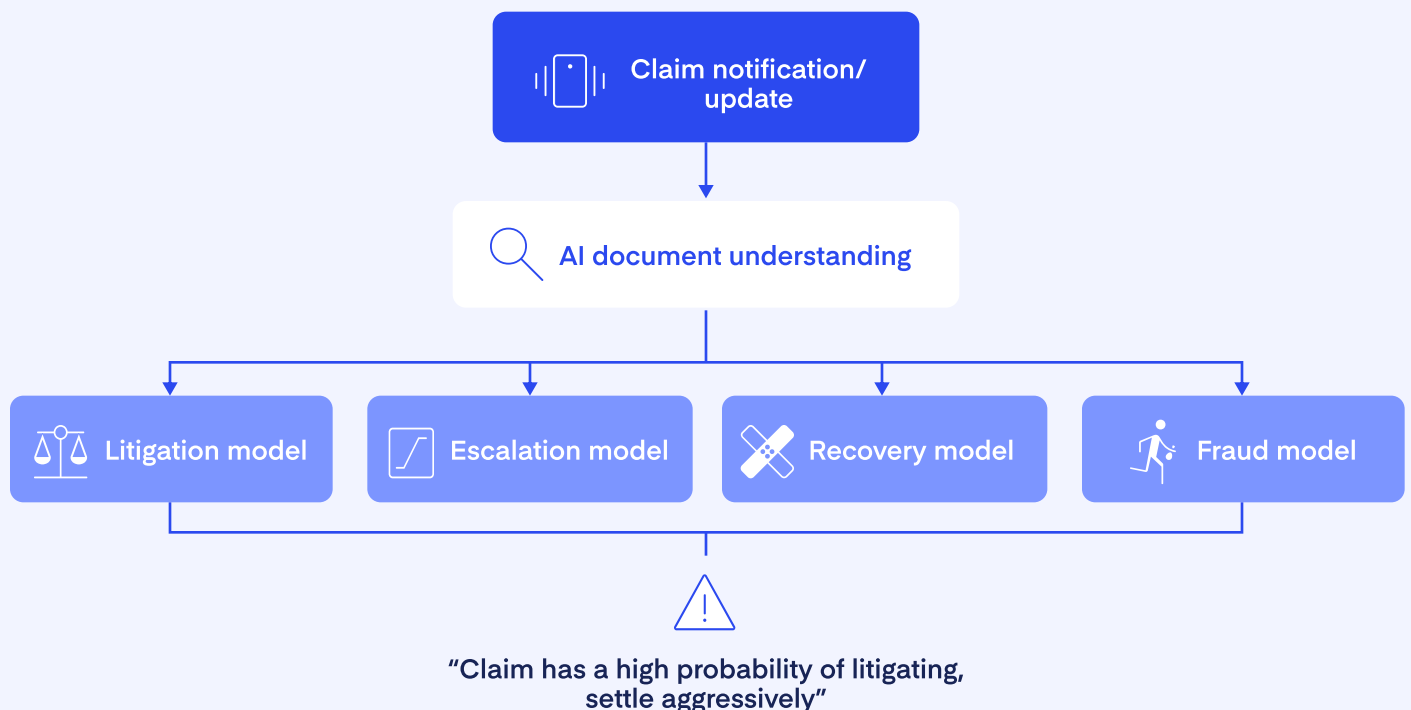 Claim notification/
update
AI document understanding
Litigation model
Escalation model
Recovery model
Fraud model
“Claim has a high probability of litigating,
settle aggressively”